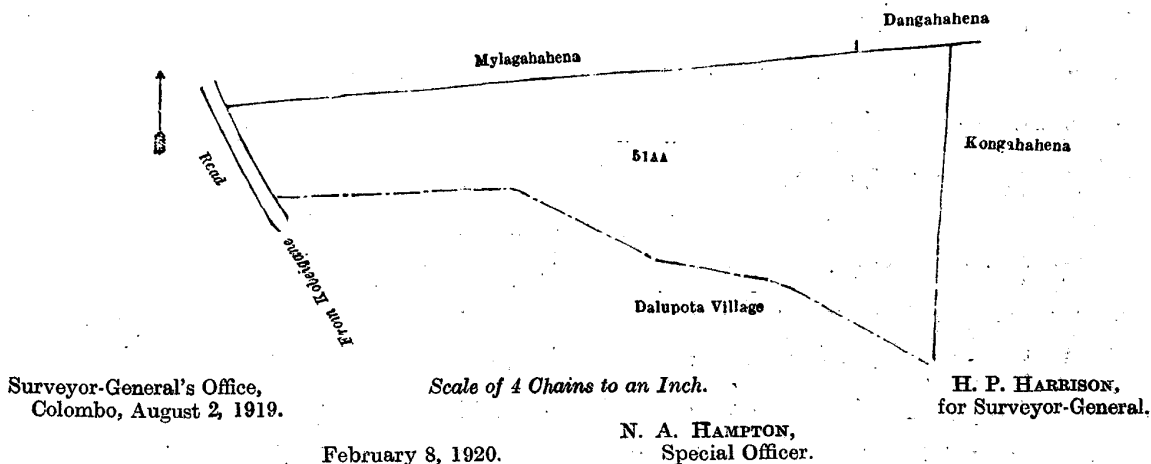 Dangahahena
Mylagahahena
Kongahahena
51AA
Road
From Kobeigane
Dalupota Village
Surveyor-General's Office,
Colombo, August 2, 1919.
Scale of 4 Chains to an Inch.
H. P. HARRISON,
for Surveyor-General.
N. A. HAMPTON,
Special Officer.
February 8, 1920.